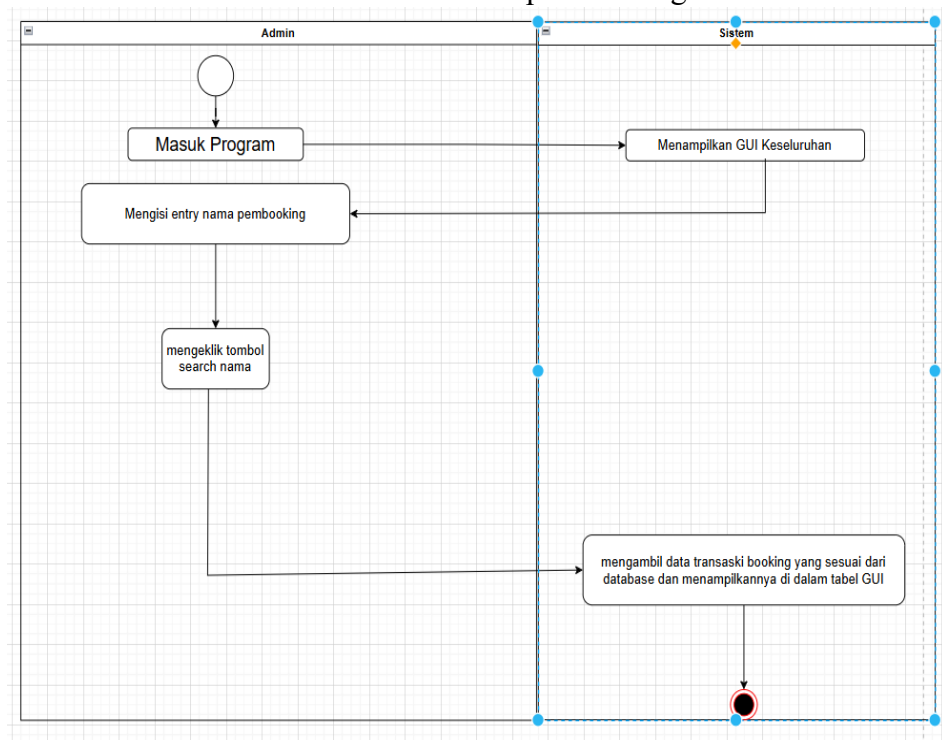 Admin
Sistem
Masuk Program
Menampilkan GUI Keseluruhan
Mengisi entry nama pembooking
mengeklik tombol
search nama
mengambil data transaski booking yang sesuai dari
database dan menampilkannya di dalam tabel GUI